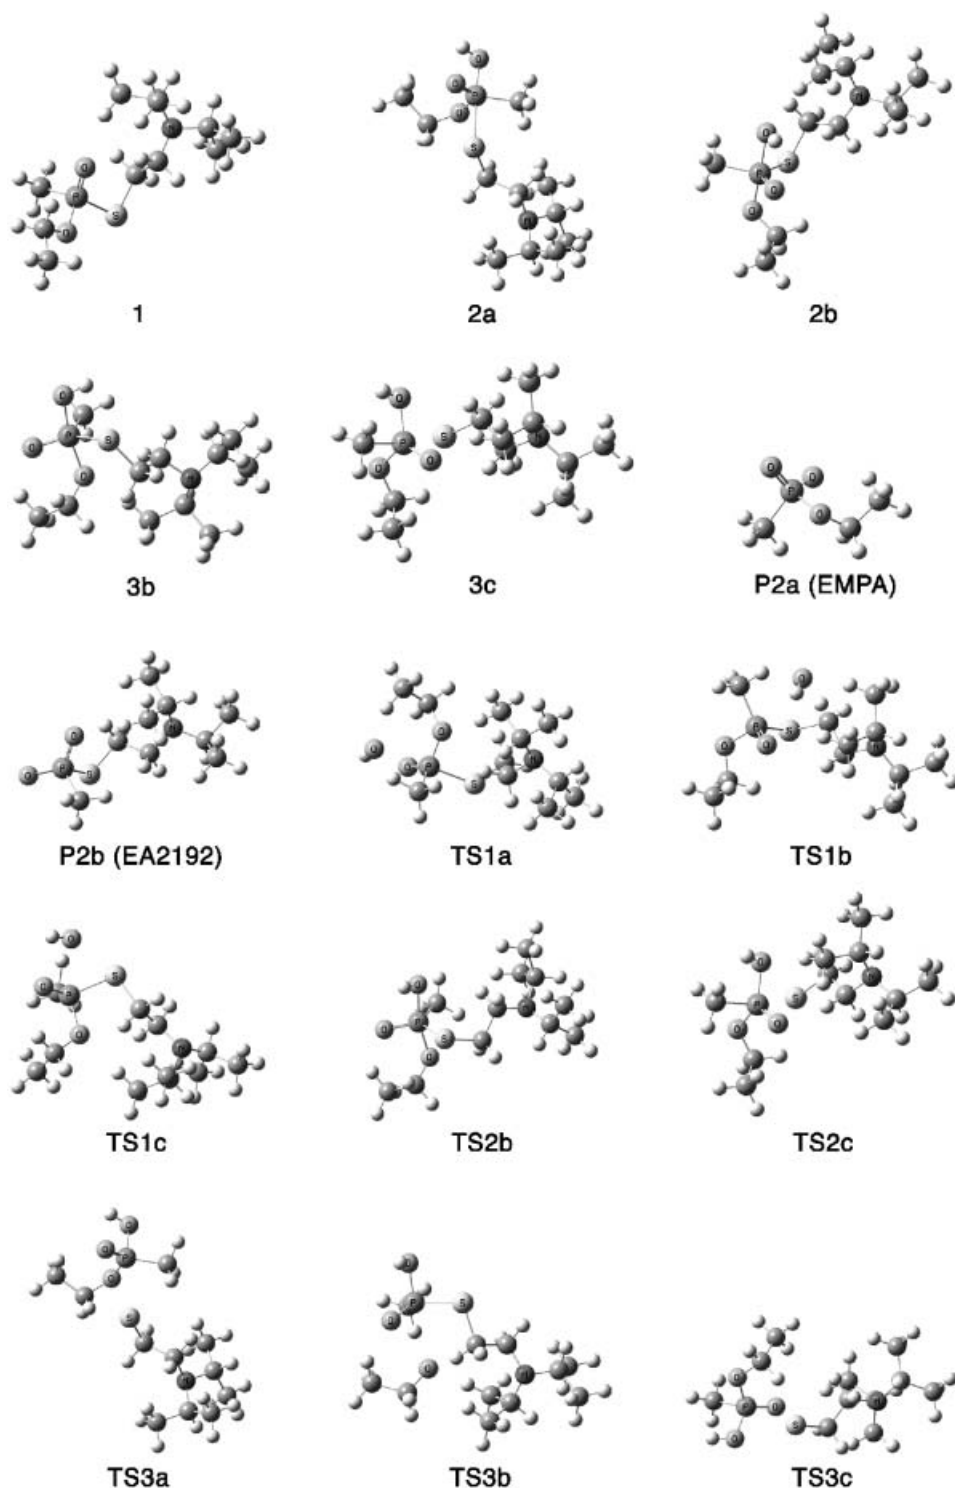 1
2a
2b
3b
3c
P2a (EMPA)
P2b (EA2192)
TS1a
TS1b
TS1c
TS2b
TS2c
TS3a
TS3b
TS3c